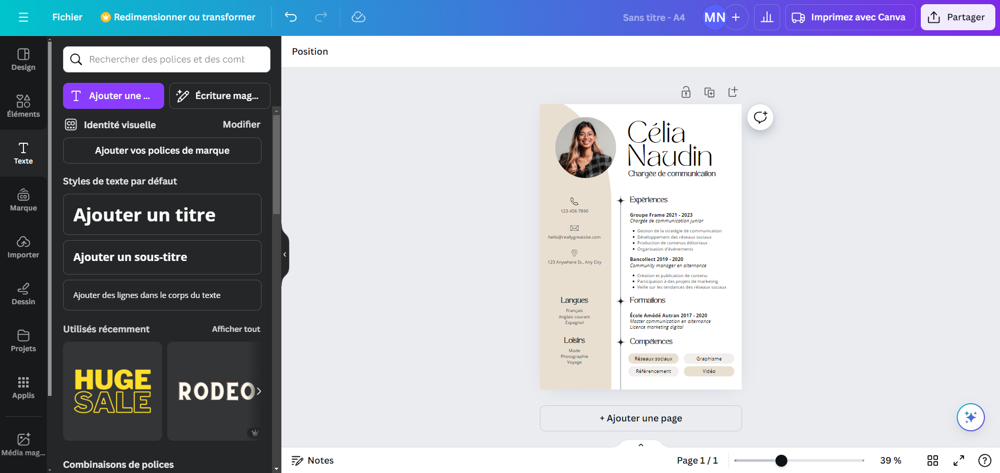 Fichier
Redimensionner ou transformer
Sans titre - A4
MN
Imprimez avec Canva
Partager
Design
Éléments
Texte
Marque
Importer
Dessin
Projets
Applis
Média mag...
Rechercher des polices et des comb
Ajouter une ...
Écriture mag...
Identité visuelle
Modifier
Ajouter vos polices de marque
Styles de texte par défaut
Ajouter un titre
Ajouter un sous-titre
Ajouter des lignes dans le corps du texte
Utilisés récemment
Afficher tout
HUGE
SALE
RODEO
Combinaisons de polices
Position
Célia
Naudin
Chargée de communication
123-456-7890
hello@reallygreatsite.com
123 Anywhere St., Any City
Langues
Français
Anglais courant
Espagnol
Loisirs
Mode
Photographie
Voyage
Expériences
Groupe Frame 2021 - 2023
Chargée de communication junior
Gestion de la stratégie de communication
Développement des réseaux sociaux
Production de contenus éditoriaux
Organisation d'événements
Bancollect 2019 - 2020
Community manager en alternance
Création et publication de contenu
Participation à des projets de marketing
Veille sur les tendances des réseaux sociaux
Formations
École Amédé Autran 2017 - 2020
Master communication en alternance
Licence marketing digital
Compétences
Réseaux sociaux
Graphisme
Référencement
Vidéo
+ Ajouter une page
Notes
Page 1 / 1
39 %